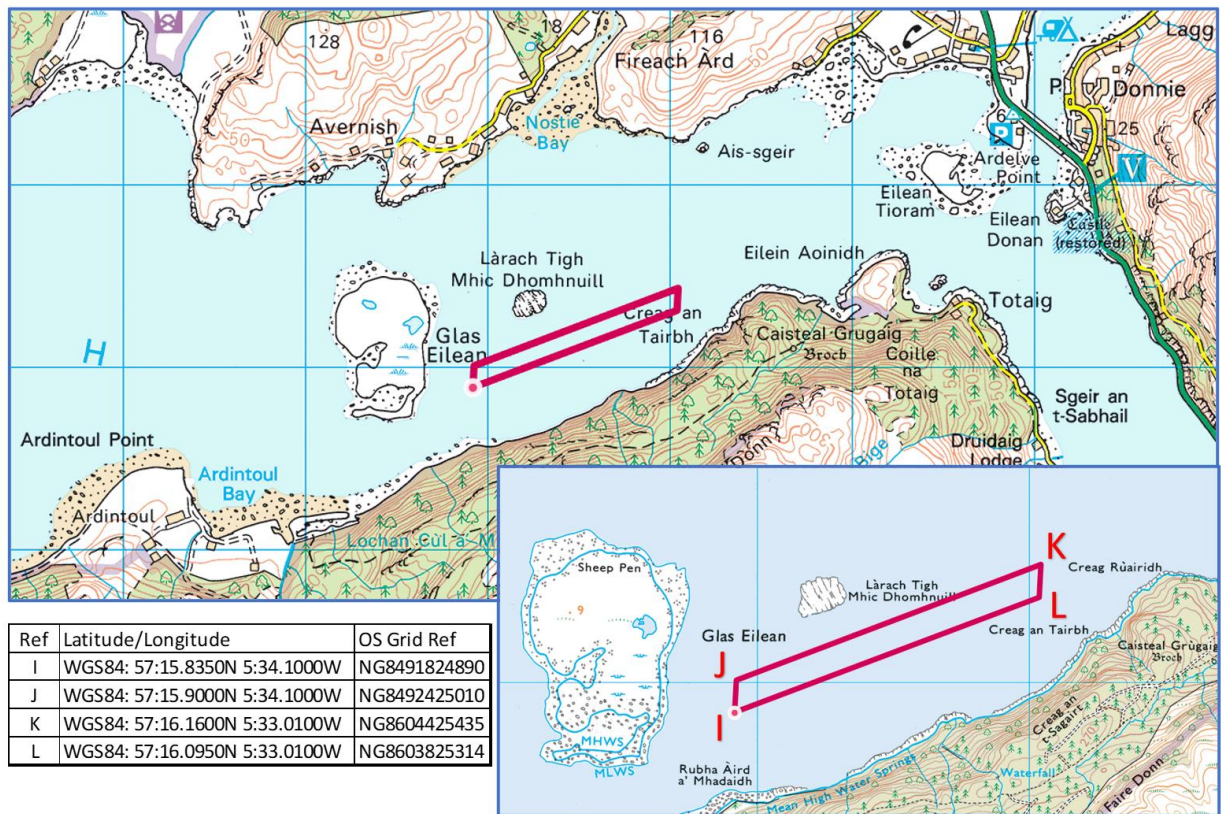 18
128
116
Fireach Àrd
Lagg
P
Donnie
6
25
Avernish
Nostie
Bay
50
Ais-sgeir
P
Ardelve
Point
V
Eilean
Tioram
Eilean
Donan
Castle
(restored)
Làrach Tigh
Mhic Dhomhnuill
Eilein Aoinidh
Totaig
Creag an
Tairbh
Glas
Eilean
H
Caisteal Grugaig
Broch
Coille
na
Totaig
Sgeir an
t-Sabhail
Ardintoul Point
Druidaig
Lodge
Donn
Bige
Ardintoul
Bay
Ardintoul
Lochan Cùl a' M
K
Sheep Pen
Creag Rùairidh
Làrach Tigh
Mhic Dhomhnuill
9
L
Creag an Tairbh
Glas Eilean
Caisteal Grùgaig
Broch
J
Creag an
t-Sagairt
I
MHWS
MLWS
Rubha Àird
a' Mhadaidh
Mean High Water Springs
Waterfall
Faire Donn
Ref Latitude/Longitude OS Grid Ref
I WGS84: 57:15.8350N 5:34.1000W NG8491824890
J WGS84: 57:15.9000N 5:34.1000W NG8492425010
K WGS84: 57:16.1600N 5:33.0100W NG8604425435
L WGS84: 57:16.0950N 5:33.0100W NG8603825314